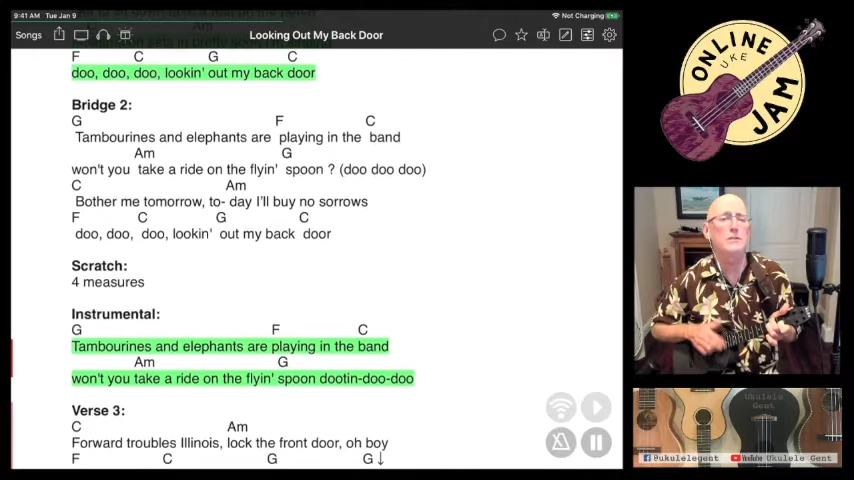 9:41 AM Tue Jan 9
Not Charging
Songs
Looking Out My Back Door
Am
F C G C
doo, doo, doo, lookin' out my back door
Bridge 2:
G F C
Tambourines and elephants are playing in the band
Am G
won't you take a ride on the flyin' spoon ? (doo doo doo)
C Am
Bother me tomorrow, to- day I'll buy no sorrows
F C G C
doo, doo, doo, lookin' out my back door
Scratch:
4 measures
Instrumental:
G F C
Tambourines and elephants are playing in the band
Am G
won't you take a ride on the flyin' spoon dootin-doo-doo
Verse 3:
C Am
Forward troubles Illinois, lock the front door, oh boy
F C G G↓
ONLINE
UKE
JAM
Ukulele
Gent
@ukulelegent
YouTube Ukulele Gent